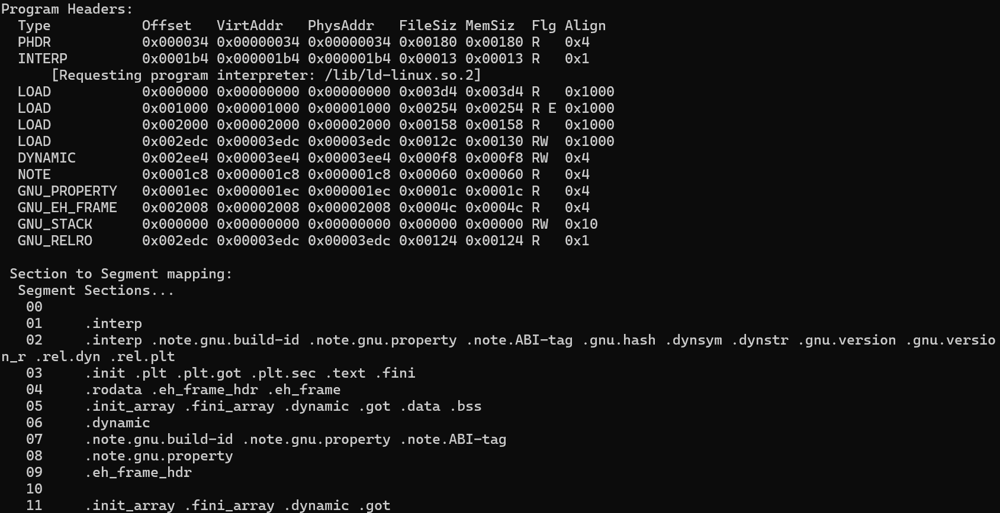 Program Headers:
  Type           Offset   VirtAddr   PhysAddr   FileSiz MemSiz  Flg Align
  PHDR           0x000034 0x00000034 0x00000034 0x00180 0x00180 R   0x4
  INTERP         0x0001b4 0x000001b4 0x000001b4 0x00013 0x00013 R   0x1
      [Requesting program interpreter: /lib/ld-linux.so.2]
  LOAD           0x000000 0x00000000 0x00000000 0x003d4 0x003d4 R   0x1000
  LOAD           0x001000 0x00001000 0x00001000 0x00254 0x00254 R E 0x1000
  LOAD           0x002000 0x00002000 0x00002000 0x00158 0x00158 R   0x1000
  LOAD           0x002edc 0x00003edc 0x00003edc 0x0012c 0x00130 RW  0x1000
  DYNAMIC        0x002ee4 0x00003ee4 0x00003ee4 0x000f8 0x000f8 RW  0x4
  NOTE           0x0001c8 0x000001c8 0x000001c8 0x00060 0x00060 R   0x4
  GNU_PROPERTY   0x0001ec 0x000001ec 0x000001ec 0x0001c 0x0001c R   0x4
  GNU_EH_FRAME   0x002008 0x00002008 0x00002008 0x0004c 0x0004c R   0x4
  GNU_STACK      0x000000 0x00000000 0x00000000 0x00000 0x00000 RW  0x10
  GNU_RELRO      0x002edc 0x00003edc 0x00003edc 0x00124 0x00124 R   0x1

 Section to Segment mapping:
  Segment Sections...
   00
   01     .interp
   02     .interp .note.gnu.build-id .note.gnu.property .note.ABI-tag .gnu.hash .dynsym .dynstr .gnu.version .gnu.versio
n_r .rel.dyn .rel.plt
   03     .init .plt .plt.got .plt.sec .text .fini
   04     .rodata .eh_frame_hdr .eh_frame
   05     .init_array .fini_array .dynamic .got .data .bss
   06     .dynamic
   07     .note.gnu.build-id .note.gnu.property .note.ABI-tag
   08     .note.gnu.property
   09     .eh_frame_hdr
   10
   11     .init_array .fini_array .dynamic .got